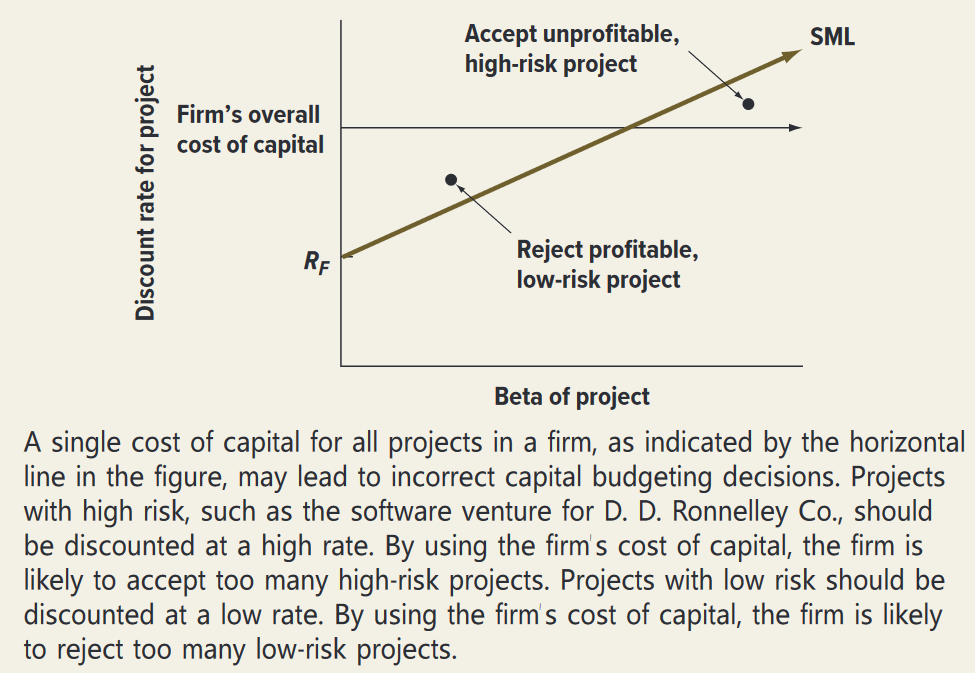 Accept unprofitable,
high-risk project
SML
Discount rate for project
Firm's overall
cost of capital
Reject profitable,
low-risk project
RF
Beta of project
A single cost of capital for all projects in a firm, as indicated by the horizontal
line in the figure, may lead to incorrect capital budgeting decisions. Projects
with high risk, such as the software venture for D. D. Ronnelley Co., should
be discounted at a high rate. By using the firm's cost of capital, the firm is
likely to accept too many high-risk projects. Projects with low risk should be
discounted at a low rate. By using the firm's cost of capital, the firm is likely
to reject too many low-risk projects.